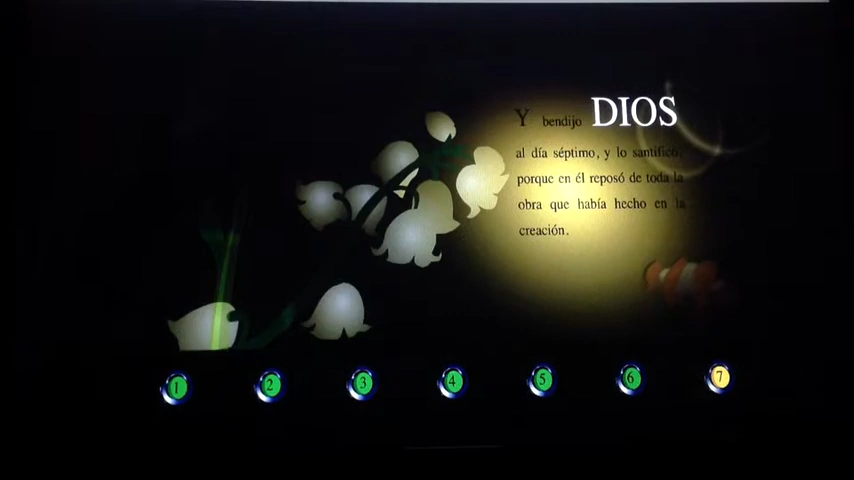 Y bendijo DIOS
al día séptimo, y lo santificó,
porque en él reposó de toda la
obra que había hecho en la
creación.
1 2 3 4 5 6 7